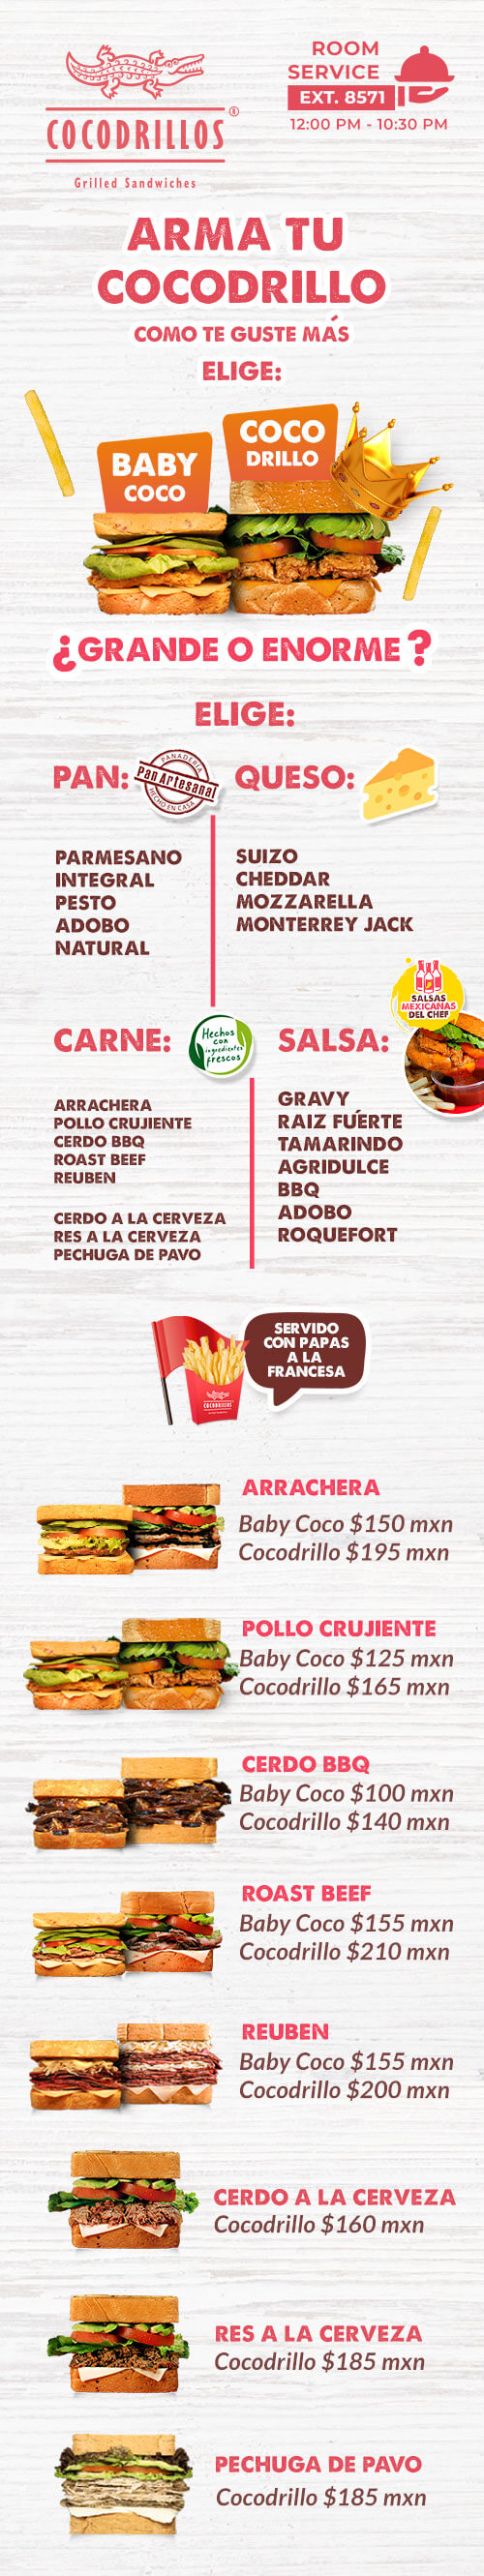 ROOM
SERVICE
EXT. 8571
12:00 PM - 10:30 PM
COCODRILLOS®
Grilled Sandwiches
ARMA TU
COCODRILLO
COMO TE GUSTE MÁS
ELIGE:
BABY
COCO
COCO
DRILLO
¿GRANDE O ENORME?
ELIGE:
PAN:
PANADERIA
Pan Artesanal
HECHO EN CASA
PARMESANO
INTEGRAL
PESTO
ADOBO
NATURAL
QUESO:
SUIZO
CHEDDAR
MOZZARELLA
MONTERREY JACK
CARNE:
Hechos
con
ingredientes
frescos
ARRACHERA
POLLO CRUJIENTE
CERDO BBQ
ROAST BEEF
REUBEN
CERDO A LA CERVEZA
RES A LA CERVEZA
PECHUGA DE PAVO
SALSA:
SALSAS
MEXICANAS
DEL CHEF
GRAVY
RAIZ FUÉRTE
TAMARINDO
AGRIDULCE
BBQ
ADOBO
ROQUEFORT
SERVIDO
CON PAPAS
A LA
FRANCESA
COCODRILLOS
ARRACHERA
Baby Coco $150 mxn
Cocodrillo $195 mxn
POLLO CRUJIENTE
Baby Coco $125 mxn
Cocodrillo $165 mxn
CERDO BBQ
Baby Coco $100 mxn
Cocodrillo $140 mxn
ROAST BEEF
Baby Coco $155 mxn
Cocodrillo $210 mxn
REUBEN
Baby Coco $155 mxn
Cocodrillo $200 mxn
CERDO A LA CERVEZA
Cocodrillo $160 mxn
RES A LA CERVEZA
Cocodrillo $185 mxn
PECHUGA DE PAVO
Cocodrillo $185 mxn